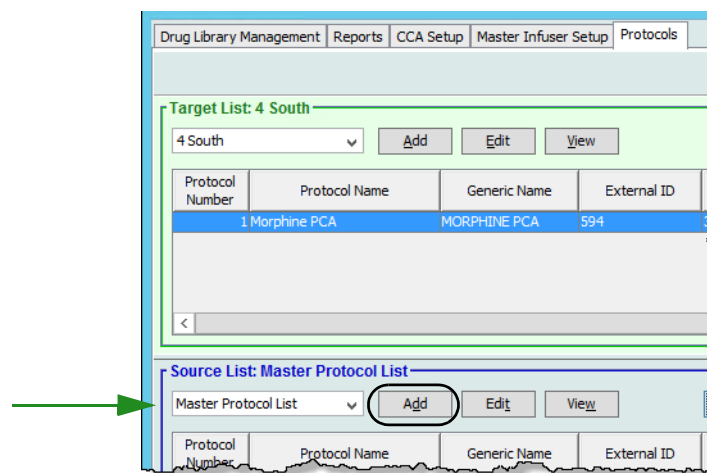 Drug Library Management Reports CCA Setup Master Infuser Setup Protocols
Target List: 4 South
4 South Add Edit View
Protocol Number Protocol Name Generic Name External ID
1 Morphine PCA MORPHINE PCA 594
Source List: Master Protocol List
Master Protocol List Add Edit View
Protocol Number Protocol Name Generic Name External ID